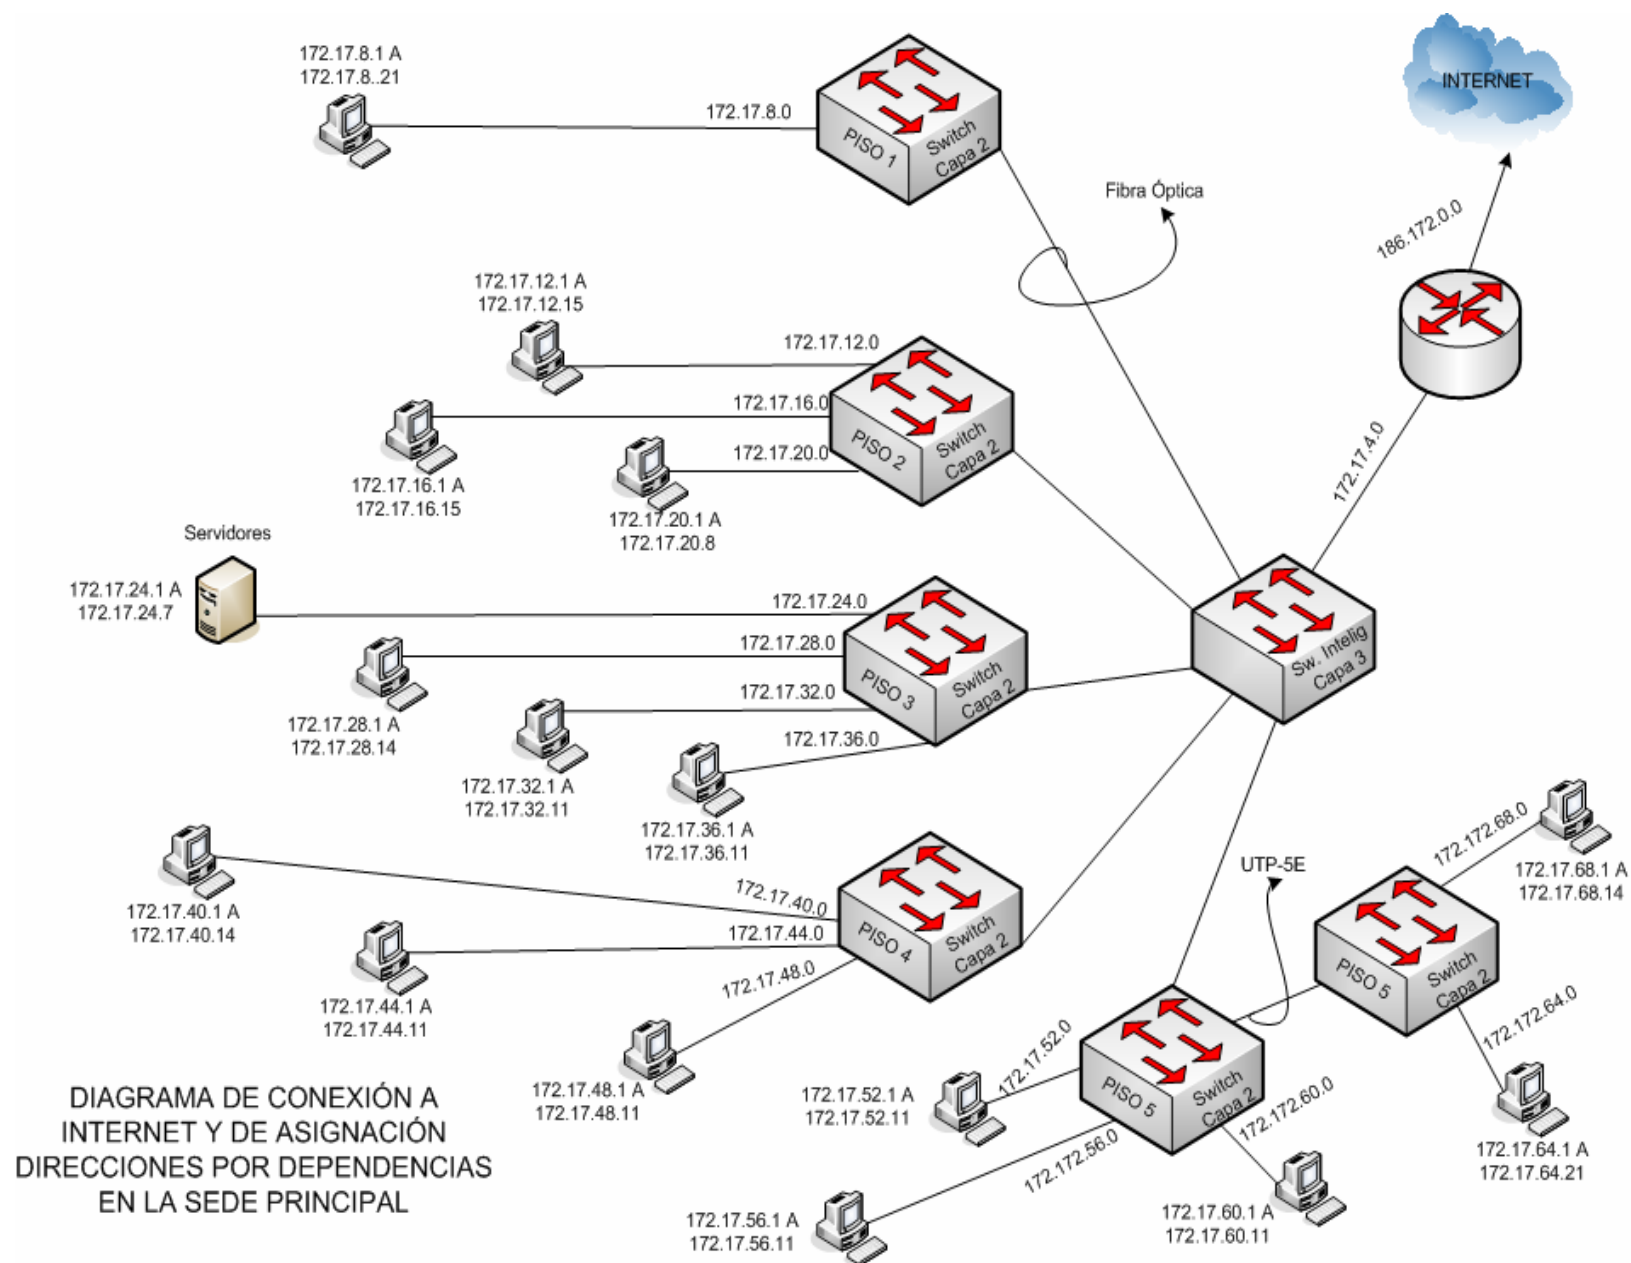 172.17.8.1 A
172.17.8..21
172.17.8.0
PISO 1
Switch
Capa 2
INTERNET
Fibra Óptica
186.172.0.0
172.17.12.1 A
172.17.12.15
172.17.12.0
172.17.16.0
172.17.20.0
PISO 2
Switch
Capa 2
172.17.4.0
172.17.16.1 A
172.17.16.15
172.17.20.1 A
172.17.20.8
Servidores
172.17.24.1 A
172.17.24.7
172.17.24.0
172.17.28.0
172.17.32.0
172.17.36.0
PISO 3
Switch
Capa 2
Sw. Intelig
Capa 3
172.17.28.1 A
172.17.28.14
172.17.32.1 A
172.17.32.11
172.17.36.1 A
172.17.36.11
172.17.40.1 A
172.17.40.14
172.17.40.0
172.17.44.0
172.17.48.0
PISO 4
Switch
Capa 2
172.17.44.1 A
172.17.44.11
172.17.48.1 A
172.17.48.11
UTP-5E
172.172.68.0
172.17.68.1 A
172.17.68.14
PISO 5
Switch
Capa 2
172.172.64.0
172.17.64.1 A
172.17.64.21
172.17.52.0
172.17.52.1 A
172.17.52.11
PISO 5
Switch
Capa 2
172.172.60.0
172.172.56.0
172.17.56.1 A
172.17.56.11
172.17.60.1 A
172.17.60.11
DIAGRAMA DE CONEXIÓN A
INTERNET Y DE ASIGNACIÓN
DIRECCIONES POR DEPENDENCIAS
EN LA SEDE PRINCIPAL